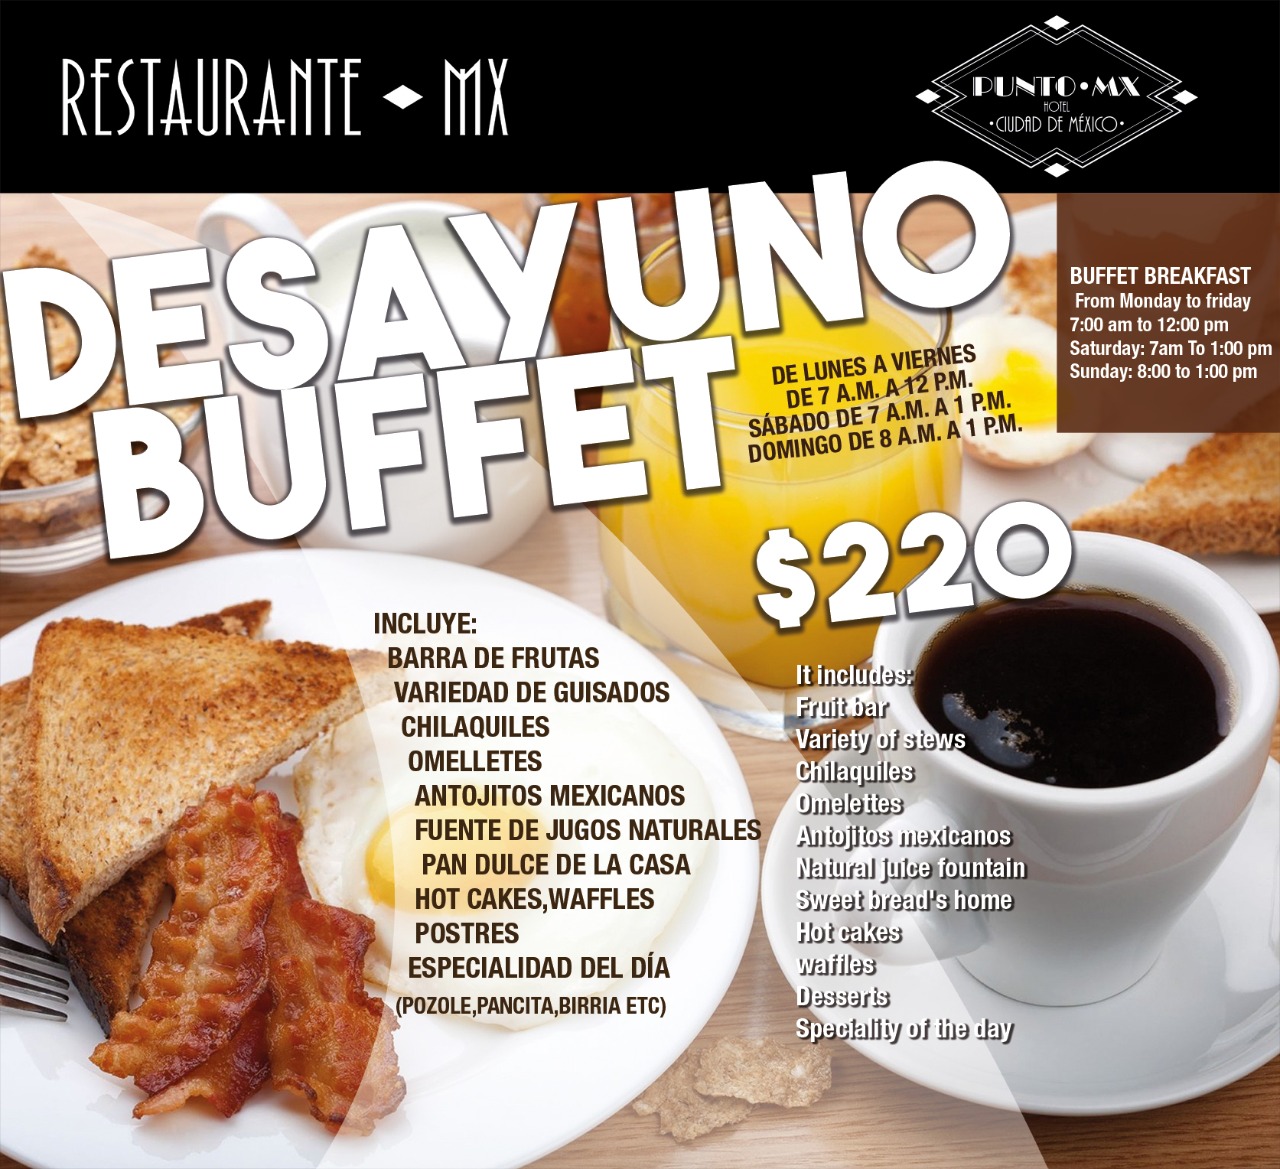 RESTAURANTE MX
PUNTO • MX
HOTEL
• CIUDAD DE MÉXICO •
DESAYUNO
BUFFET
DE LUNES A VIERNES
DE 7 A.M. A 12 P.M.
SÁBADO DE 7 A.M. A 1 P.M.
DOMINGO DE 8 A.M. A 1 P.M.
BUFFET BREAKFAST
From Monday to friday
7:00 am to 12:00 pm
Saturday: 7am To 1:00 pm
Sunday: 8:00 to 1:00 pm
$220
INCLUYE:
BARRA DE FRUTAS
VARIEDAD DE GUISADOS
CHILAQUILES
OMELLETES
ANTOJITOS MEXICANOS
FUENTE DE JUGOS NATURALES
PAN DULCE DE LA CASA
HOT CAKES,WAFFLES
POSTRES
ESPECIALIDAD DEL DÍA
(POZOLE,PANCITA,BIRRIA ETC)
It includes:
Fruit bar
Variety of stews
Chilaquiles
Omelettes
Antojitos mexicanos
Natural juice fountain
Sweet bread's home
Hot cakes
waffles
Desserts
Speciality of the day